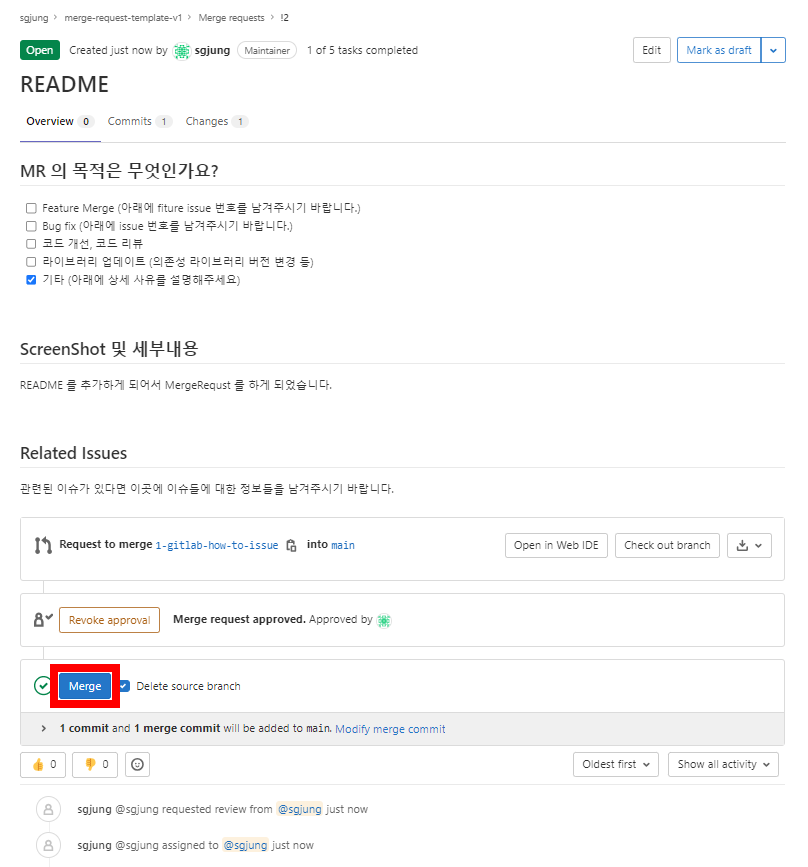 sgjung > merge-request-template-v1 > Merge requests > !2
Open Created just now by sgjung Maintainer 1 of 5 tasks completed Edit Mark as draft
README
Overview 0 Commits 1 Changes 1
MR 의 목적은 무엇인가요?
Feature Merge (아래에 fiture issue 번호를 남겨주시기 바랍니다.)
Bug fix (아래에 issue 번호를 남겨주시기 바랍니다.)
코드 개선, 코드 리뷰
라이브러리 업데이트 (의존성 라이브러리 버전 변경 등)
기타 (아래에 상세 사유를 설명해주세요)
ScreenShot 및 세부내용
README 를 추가하게 되어서 MergeRequst 를 하게 되었습니다.
Related Issues
관련된 이슈가 있다면 이곳에 이슈들에 대한 정보들을 남겨주시기 바랍니다.
Request to merge 1-gitlab-how-to-issue into main Open in Web IDE Check out branch
Revoke approval Merge request approved. Approved by
Merge Delete source branch
1 commit and 1 merge commit will be added to main. Modify merge commit
0 0 Oldest first Show all activity
sgjung @sgjung requested review from @sgjung just now
sgjung @sgjung assigned to @sgjung just now